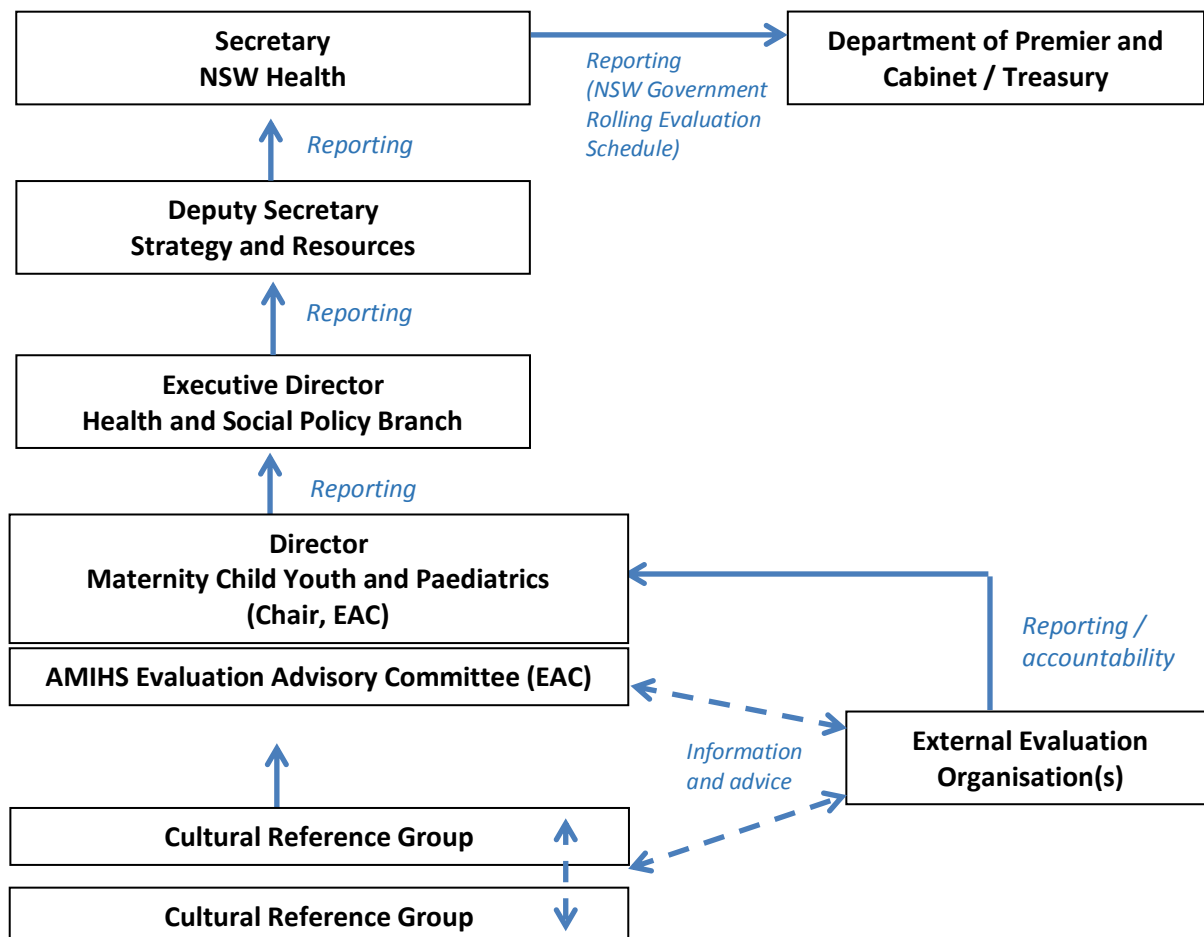 Secretary
NSW Health
Reporting
(NSW Government
Rolling Evaluation
Schedule)
Department of Premier and
Cabinet / Treasury
Reporting
Deputy Secretary
Strategy and Resources
Reporting
Executive Director
Health and Social Policy Branch
Reporting
Director
Maternity Child Youth and Paediatrics
(Chair, EAC)
Reporting /
accountability
AMIHS Evaluation Advisory Committee (EAC)
Information
and advice
External Evaluation
Organisation(s)
Cultural Reference Group
Cultural Reference Group